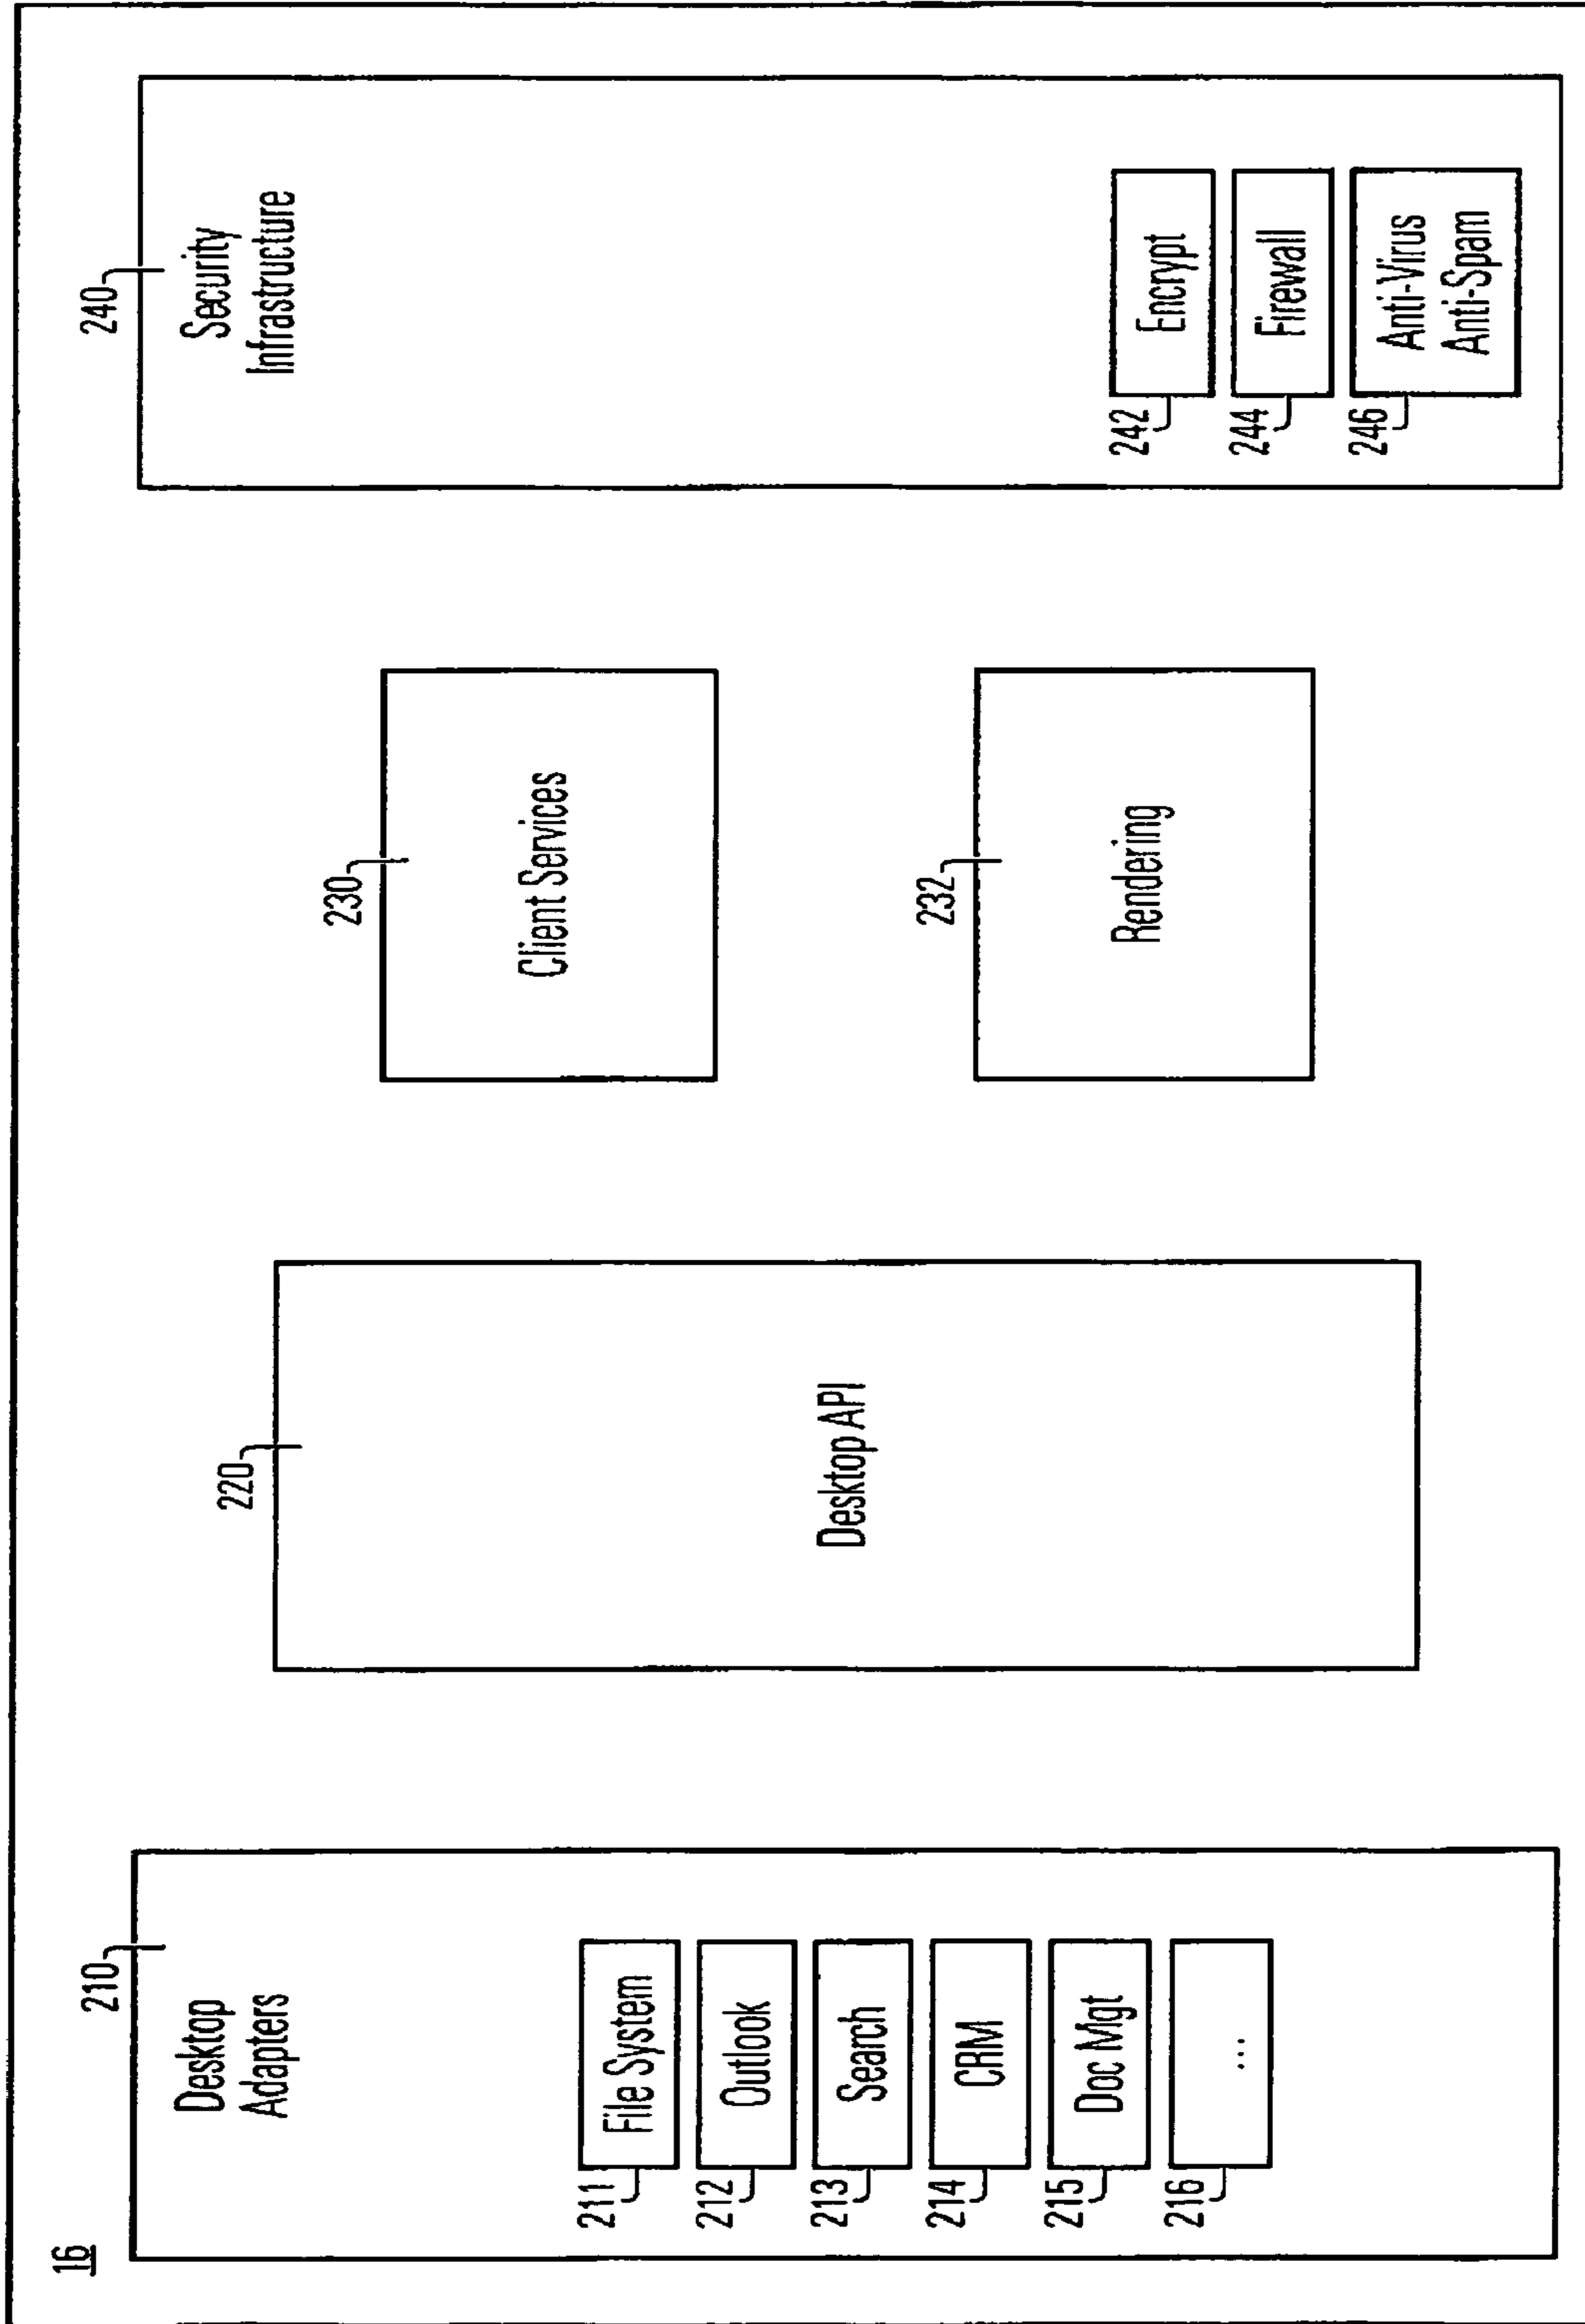 16
210
Desktop
Adapters
211
File System
212
Outlook
213
Search
214
CRM
215
Doc Mgt
216
...
220
Desktop API
230
Client Services
232
Rendering
240
Security
Infrastructure
242
Encrypt
244
Firewall
246
Anti-Virus
Anti-Spam